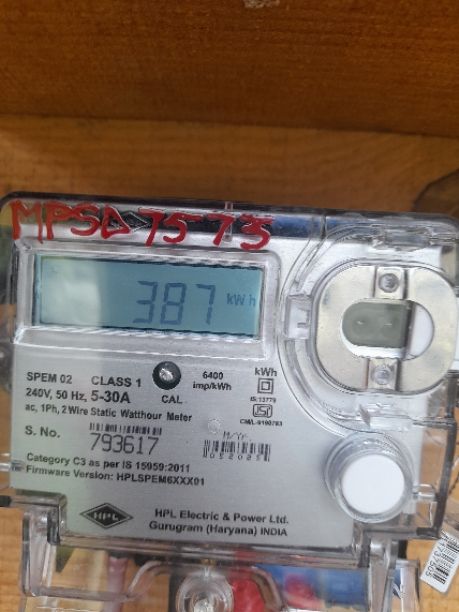 MPSD 7573
387 kWh
SPEM 02 CLASS 1
240V, 50 Hz, 5-30A
ac, 1Ph, 2 Wire Static Watthour Meter
CAL.
6400
imp/kWh
kWh
IS:13779
S. No. 793617
M/Yr.
052025
Category C3 as per IS 15959:2011
Firmware Version: HPLSPEM6XXX01
HPL
HPL Electric & Power Ltd.
Gurugram (Haryana) INDIA